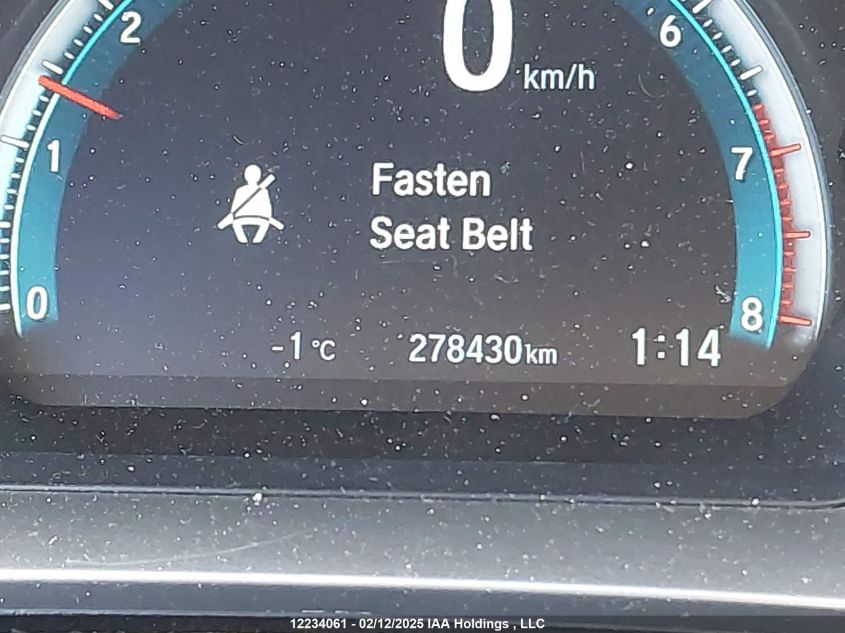 2
0
6
km/h
1
7
Fasten
Seat Belt
0
8
-1°C
278430km
1:14
12234061 - 02/12/2025 IAA Holdings , LLC